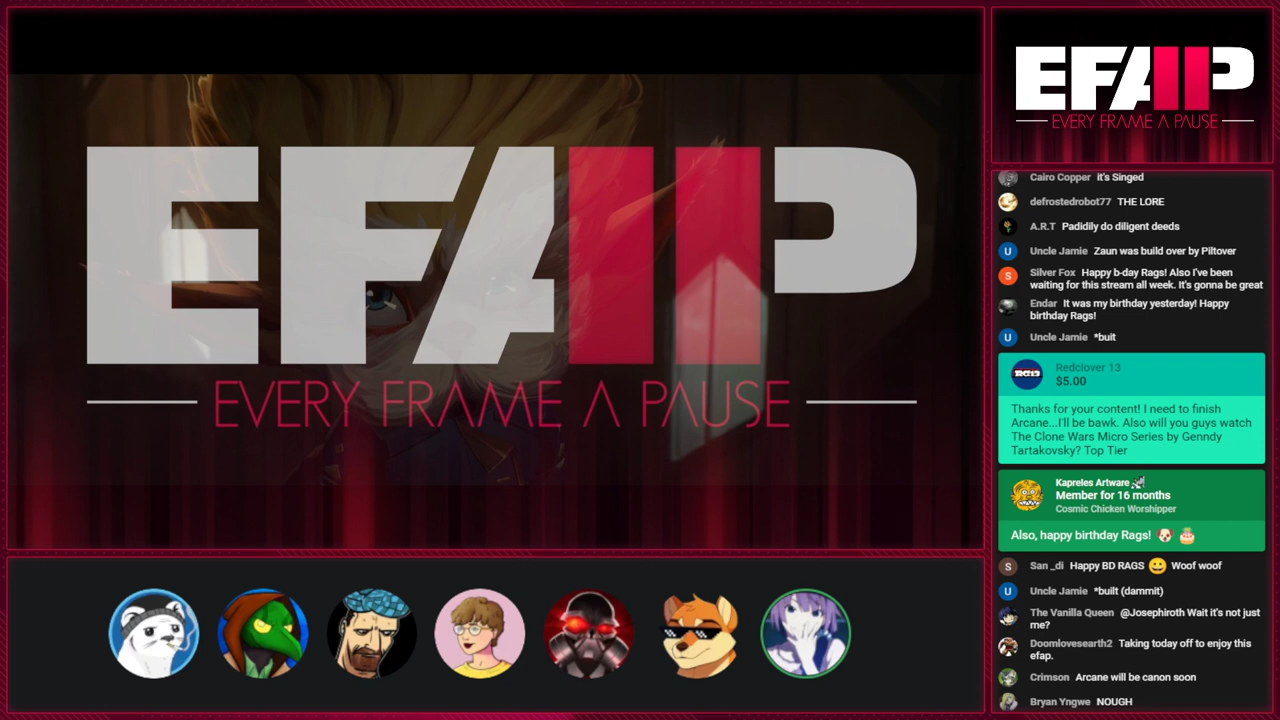 EFAP
EVERY FRAME A PAUSE
EFAP
EVERY FRAME A PAUSE
Cairo Copper it's Singed
defrostedrobot77 THE LORE
A.R.T Padidily do diligent deeds
U Uncle Jamie Zaun was build over by Piltover
S Silver Fox Happy b-day Rags! Also I've been
waiting for this stream all week. It's gonna be great
Endar It was my birthday yesterday! Happy
birthday Rags!
U Uncle Jamie *buit
Redclover 13
$5.00
Thanks for your content! I need to finish
Arcane...I'll be bawk. Also will you guys watch
The Clone Wars Micro Series by Genndy
Tartakovsky? Top Tier
Kapreles Artware
Member for 16 months
Cosmic Chicken Worshipper
Also, happy birthday Rags!
S San _di Happy BD RAGS Woof woof
U Uncle Jamie *built (dammit)
The Vanilla Queen @Josephiroth Wait it's not just
me?
Doomlovesearth2 Taking today off to enjoy this
efap.
Crimson Arcane will be canon soon
Bryan Yngwe NOUGH